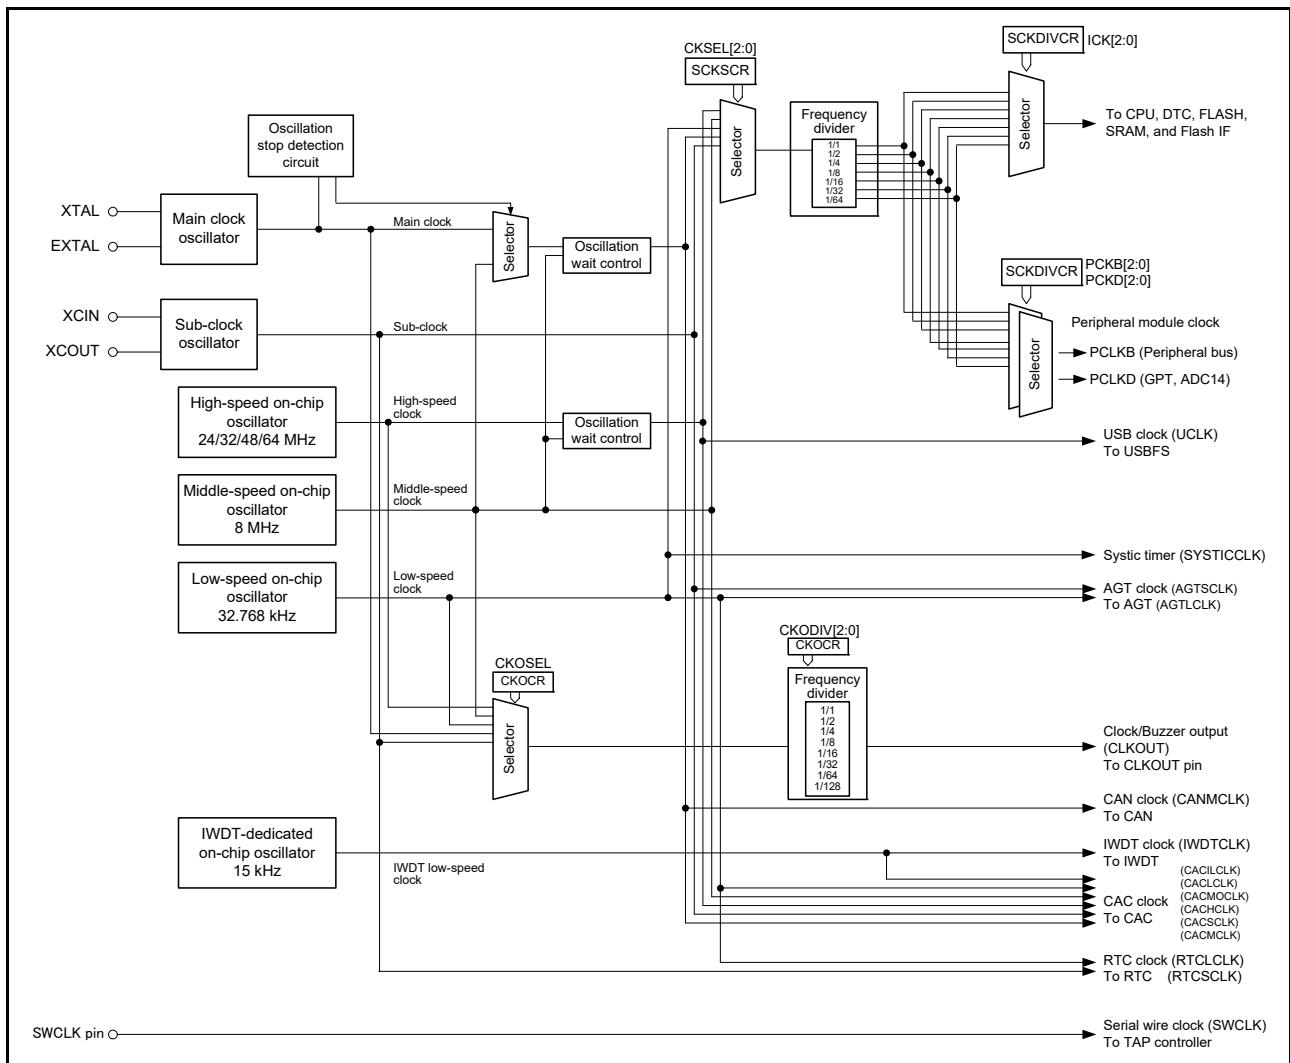 CKSEL[2:0]
SCKSCR
SCKDIVCR
ICK[2:0]
Selector
To CPU, DTC, FLASH,
SRAM, and Flash IF
Frequency
divider
1/1
1/2
1/4
1/8
1/16
1/32
1/64
Selector
Oscillation
stop detection
circuit
XTAL
EXTAL
Main clock
oscillator
Main clock
Selector
Oscillation
wait control
SCKDIVCR
PCKB[2:0]
PCKD[2:0]
Selector
Peripheral module clock
PCLKB (Peripheral bus)
PCLKD (GPT, ADC14)
XCIN
XCOUT
Sub-clock
oscillator
Sub-clock
High-speed on-chip
oscillator
24/32/48/64 MHz
High-speed
clock
Oscillation
wait control
USB clock (UCLK)
To USBFS
Middle-speed on-chip
oscillator
8 MHz
Middle-speed
clock
Systic timer (SYSTICCLK)
Low-speed on-chip
oscillator
32.768 kHz
Low-speed
clock
AGT clock (AGTSCLK)
To AGT (AGTLCLK)
CKOSEL
CKOCR
Selector
CKODIV[2:0]
CKOCR
Frequency
divider
1/1
1/2
1/4
1/8
1/16
1/32
1/64
1/128
Clock/Buzzer output
(CLKOUT)
To CLKOUT pin
CAN clock (CANMCLK)
To CAN
IWDT-dedicated
on-chip oscillator
15 kHz
IWDT low-speed
clock
IWDT clock (IWDTCLK)
To IWDT
CAC clock
To CAC
(CACILCLK)
(CACLCLK)
(CACMOCLK)
(CACHCLK)
(CACSCLK)
(CACMCLK)
RTC clock (RTCLCLK)
To RTC (RTCSCLK)
SWCLK pin
Serial wire clock (SWCLK)
To TAP controller